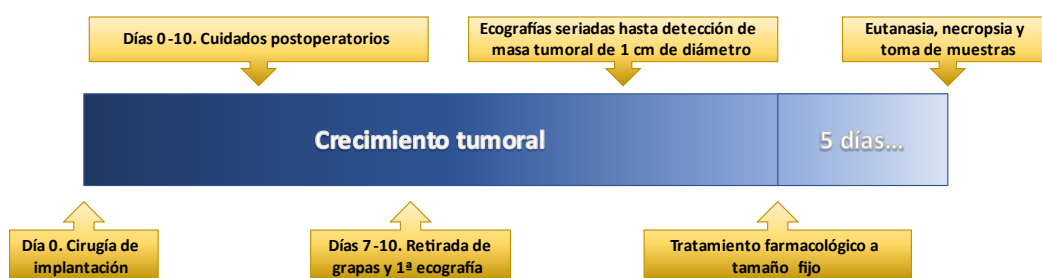 Días 0-10. Cuidados postoperatorios
Ecografías seriadas hasta detección de
masa tumoral de 1 cm de diámetro
Eutanasia, necropsia y
toma de muestras
Crecimiento tumoral
5 días...
Día 0. Cirugía de
implantación
Días 7-10. Retirada de
grapas y 1ª ecografía
Tratamiento farmacológico a
tamaño fijo